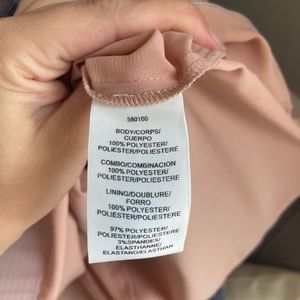 580100
BODY/CORPS/
CUERPO
100% POLYESTER/
POLIESTER/POLIESTERE
COMBO/COMBINACION
100% POLYESTER/
POLIESTER/POLIESTERE
LINING/DOUBLURE/
FORRO
100% POLYESTER/
POLIESTER/POLIESTERE
97% POLYESTER/
POLIESTER/POLIESTERE
3%SPANDEX/
ELASTHANNE/
ELASTANO/ELASTHAN